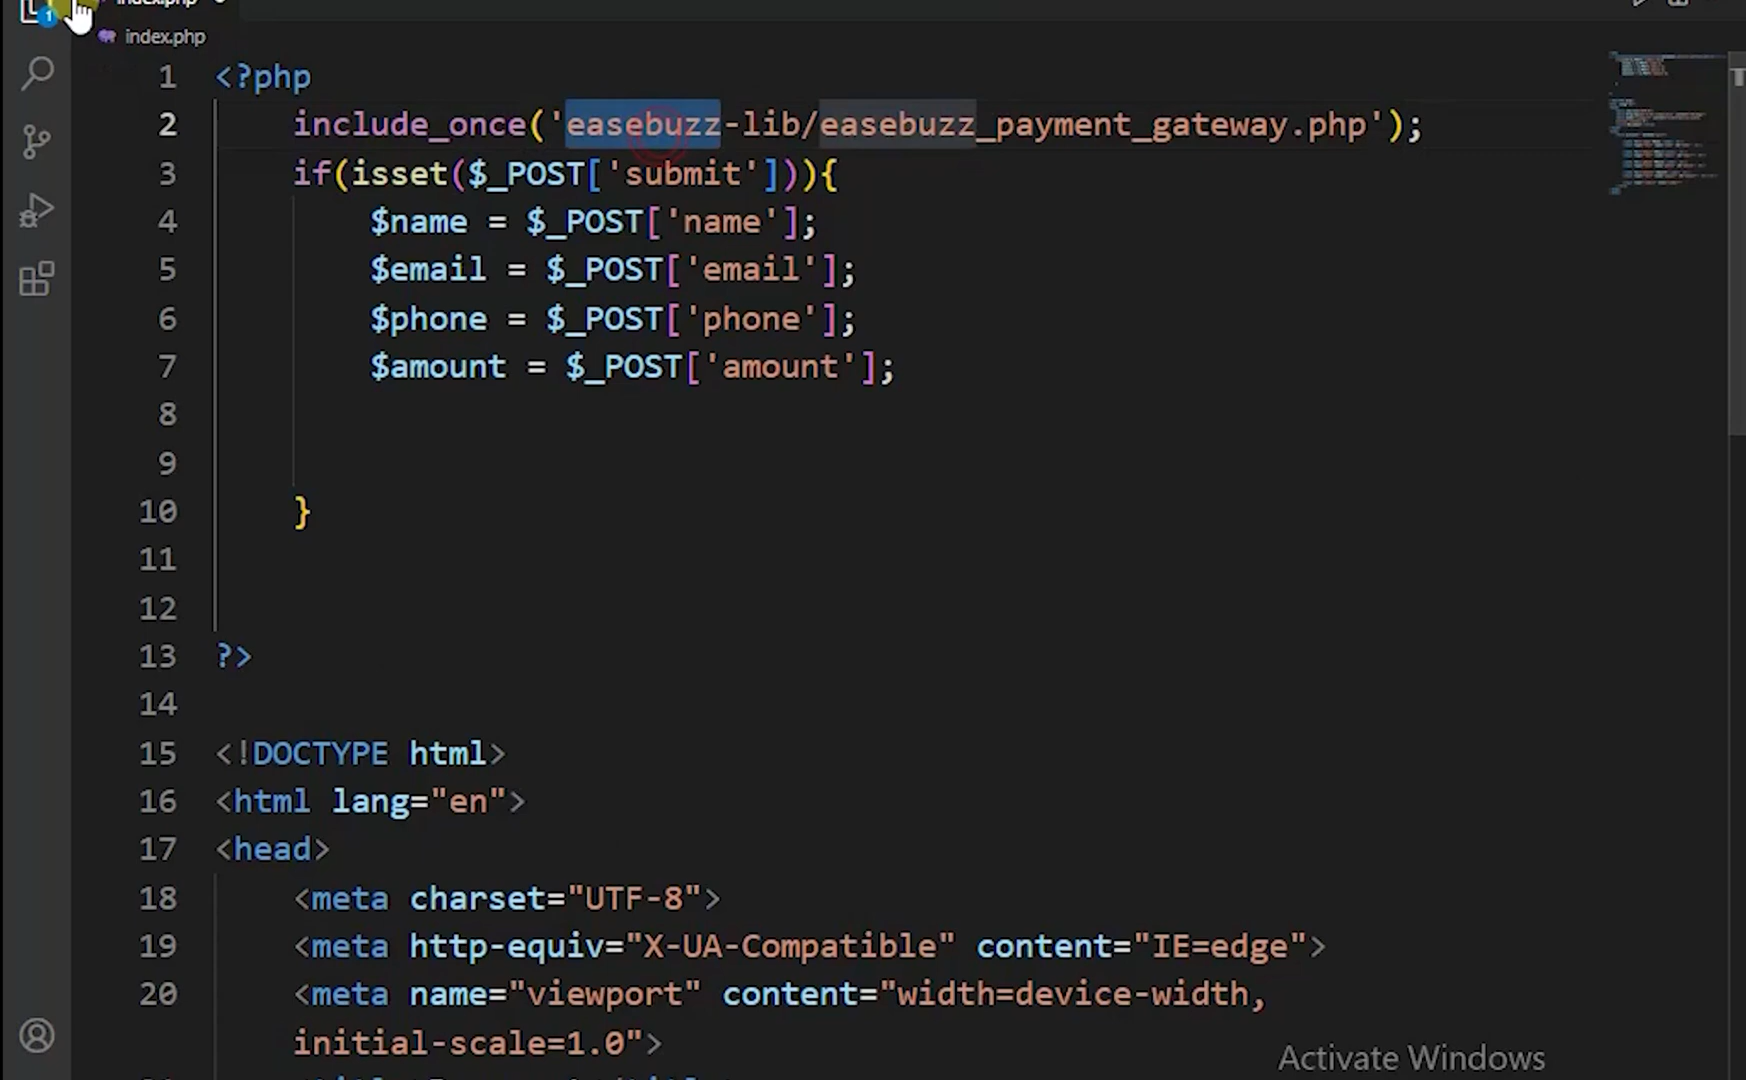 1
index.php
index.php
1 <?php
2 include_once('easebuzz-lib/easebuzz_payment_gateway.php');
3 if(isset($_POST['submit'])){
4 $name = $_POST['name'];
5 $email = $_POST['email'];
6 $phone = $_POST['phone'];
7 $amount = $_POST['amount'];
8
9
10 }
11
12
13 ?>
14
15 <!DOCTYPE html>
16 <html lang="en">
17 <head>
18 <meta charset="UTF-8">
19 <meta http-equiv="X-UA-Compatible" content="IE=edge">
20 <meta name="viewport" content="width=device-width,
initial-scale=1.0">
Activate Windows